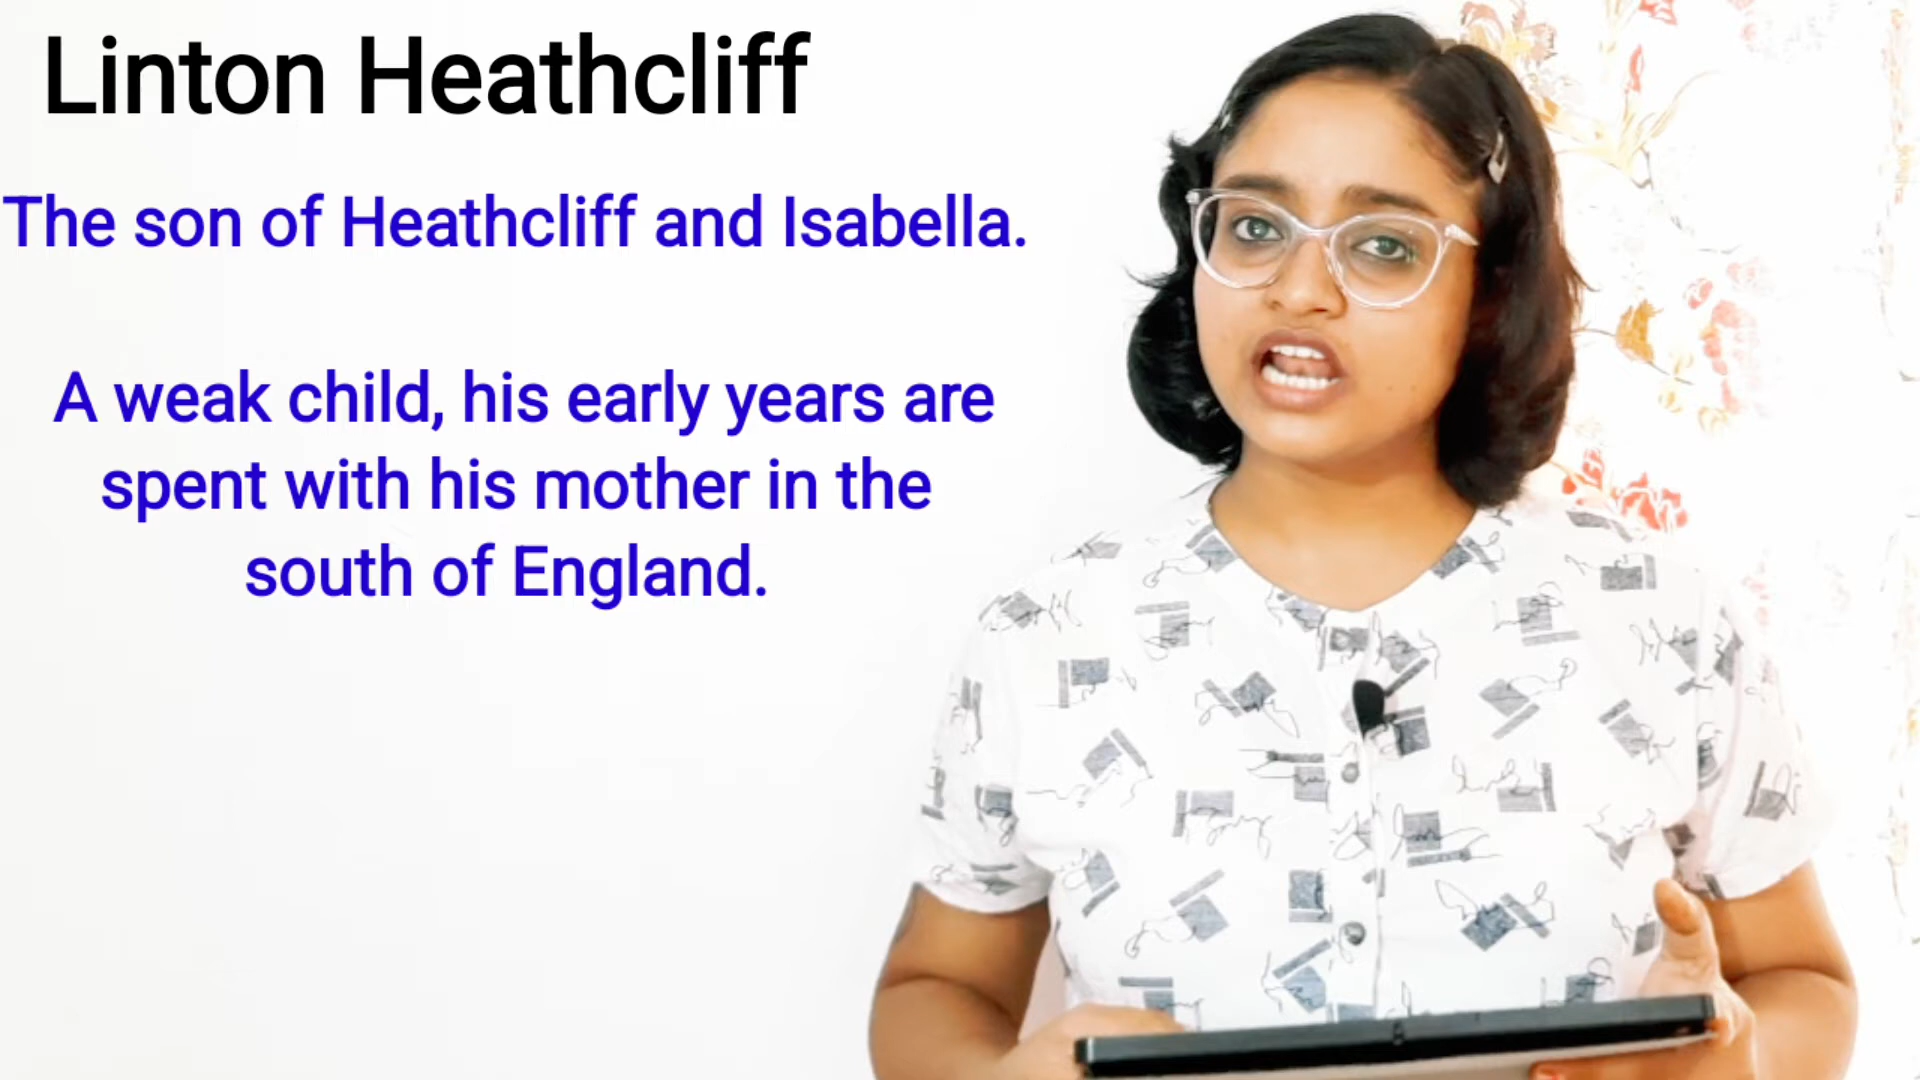 Linton Heathcliff
The son of Heathcliff and Isabella.
A weak child, his early years are
spent with his mother in the
south of England.